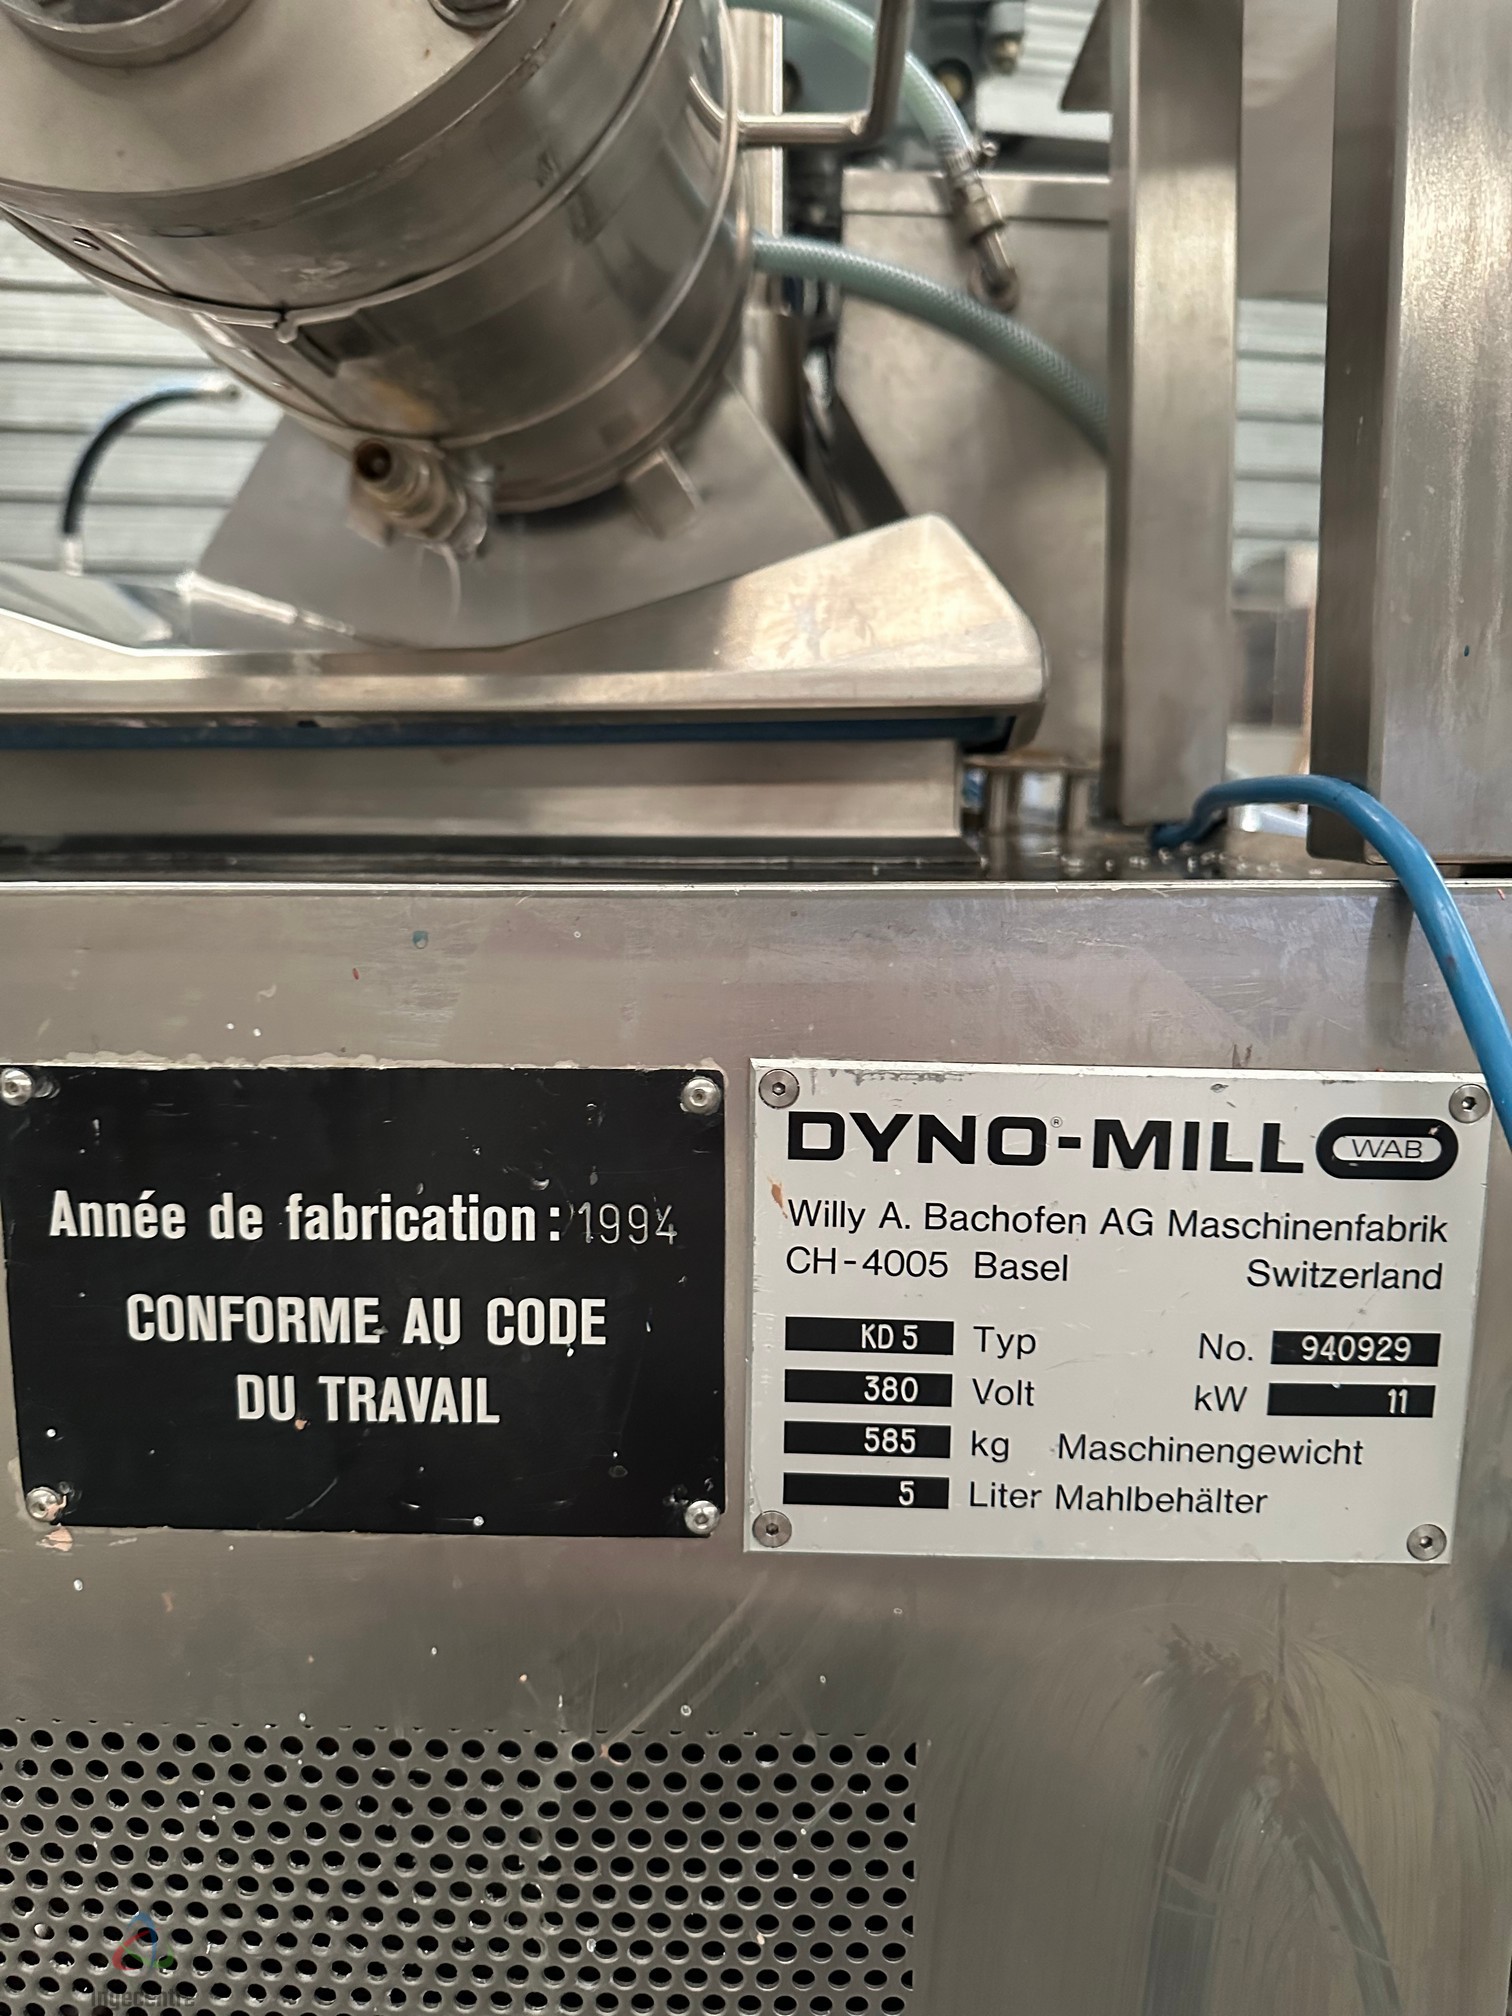 Année de fabrication: 1994
CONFORME AU CODE
DU TRAVAIL
DYNO®-MILL WAB
Willy A. Bachofen AG Maschinenfabrik
CH-4005 Basel Switzerland
KD 5 Typ No. 940929
380 Volt kW 11
585 kg Maschinengewicht
5 Liter Mahlbehälter